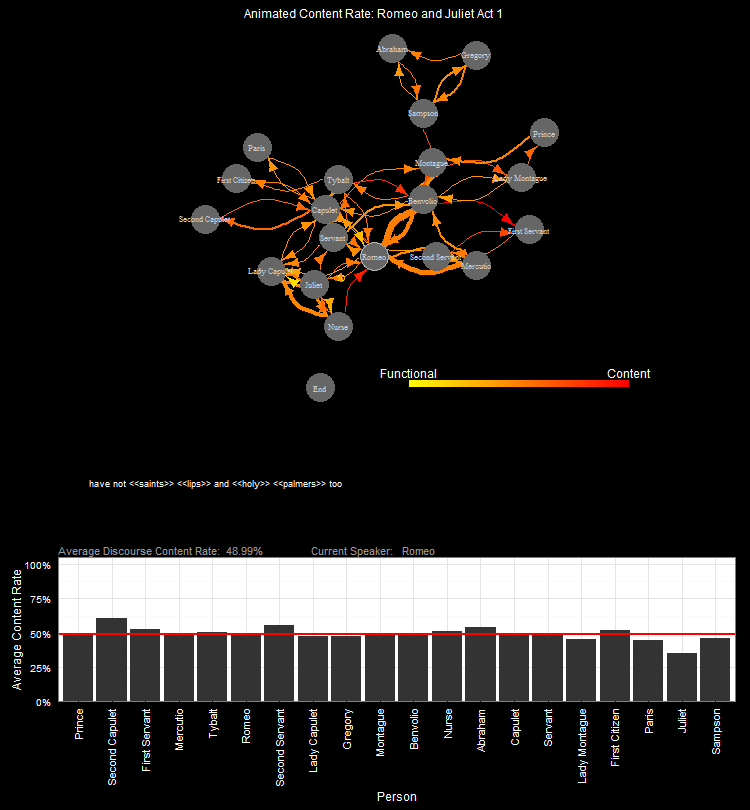 Animated Content Rate: Romeo and Juliet Act 1
Abraham
Gregory
Sampson
Prince
Paris
Montague
First Citizen
Tybalt
Lady Montague
Benvolio
Capulet
Second Capulet
First Servant
Servant
Romeo
Second Servant
Mercutio
Lady Capulet
Juliet
Nurse
Functional
Content
End
have not <<saints>> <<lips>> and <<holy>> <<palmers>> too
Average Discourse Content Rate: 48.99% Current Speaker: Romeo
100%
75%
50%
25%
0%
Average Content Rate
Prince
Second Capulet
First Servant
Mercutio
Tybalt
Romeo
Second Servant
Lady Capulet
Gregory
Montague
Benvolio
Nurse
Abraham
Capulet
Servant
Lady Montague
First Citizen
Paris
Juliet
Sampson
Person